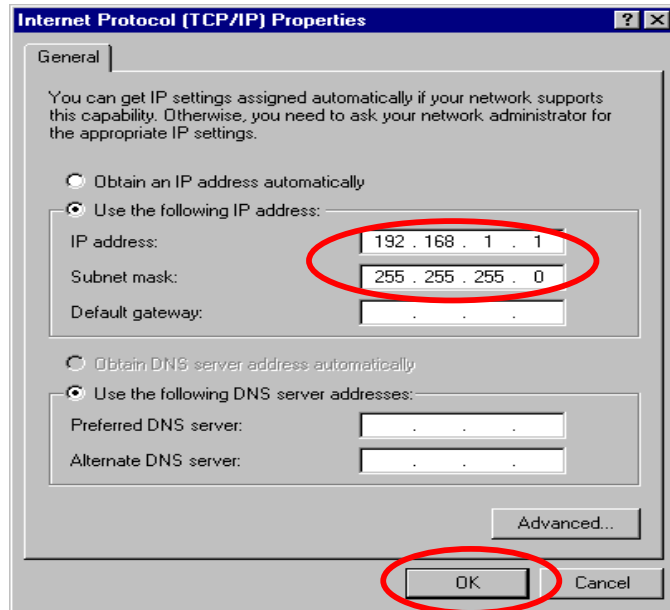 Internet Protocol (TCP/IP) Properties
General
You can get IP settings assigned automatically if your network supports
this capability. Otherwise, you need to ask your network administrator for
the appropriate IP settings.
Obtain an IP address automatically
Use the following IP address:
IP address: 192 . 168 . 1 . 1
Subnet mask: 255 . 255 . 255 . 0
Default gateway: . . .
Obtain DNS server address automatically
Use the following DNS server addresses:
Preferred DNS server: . . .
Alternate DNS server: . . .
Advanced...
OK Cancel